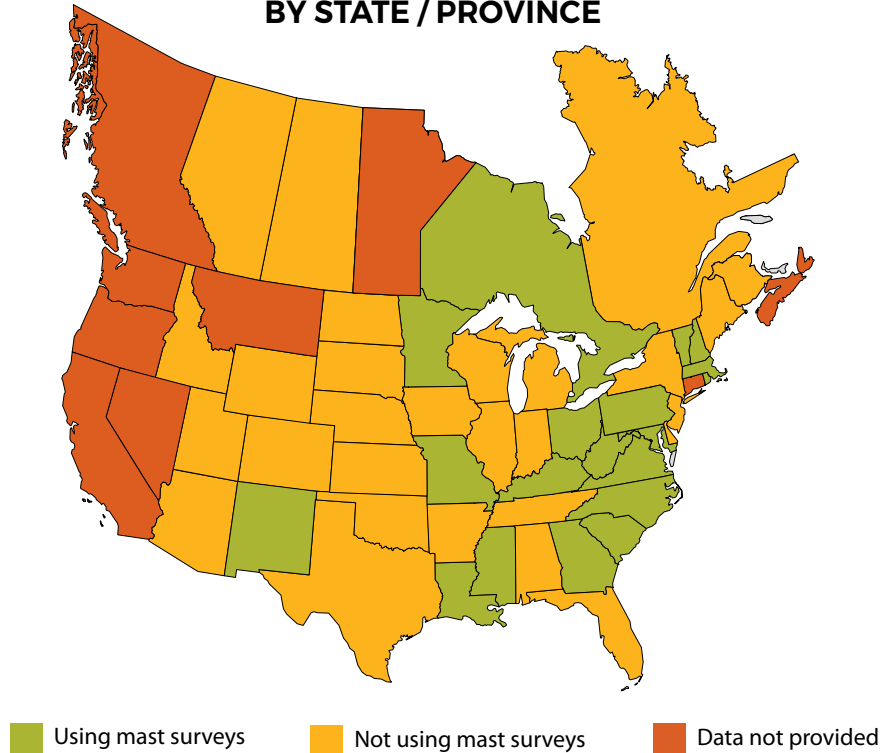 BY STATE / PROVINCE
Using mast surveys
Not using mast surveys
Data not provided